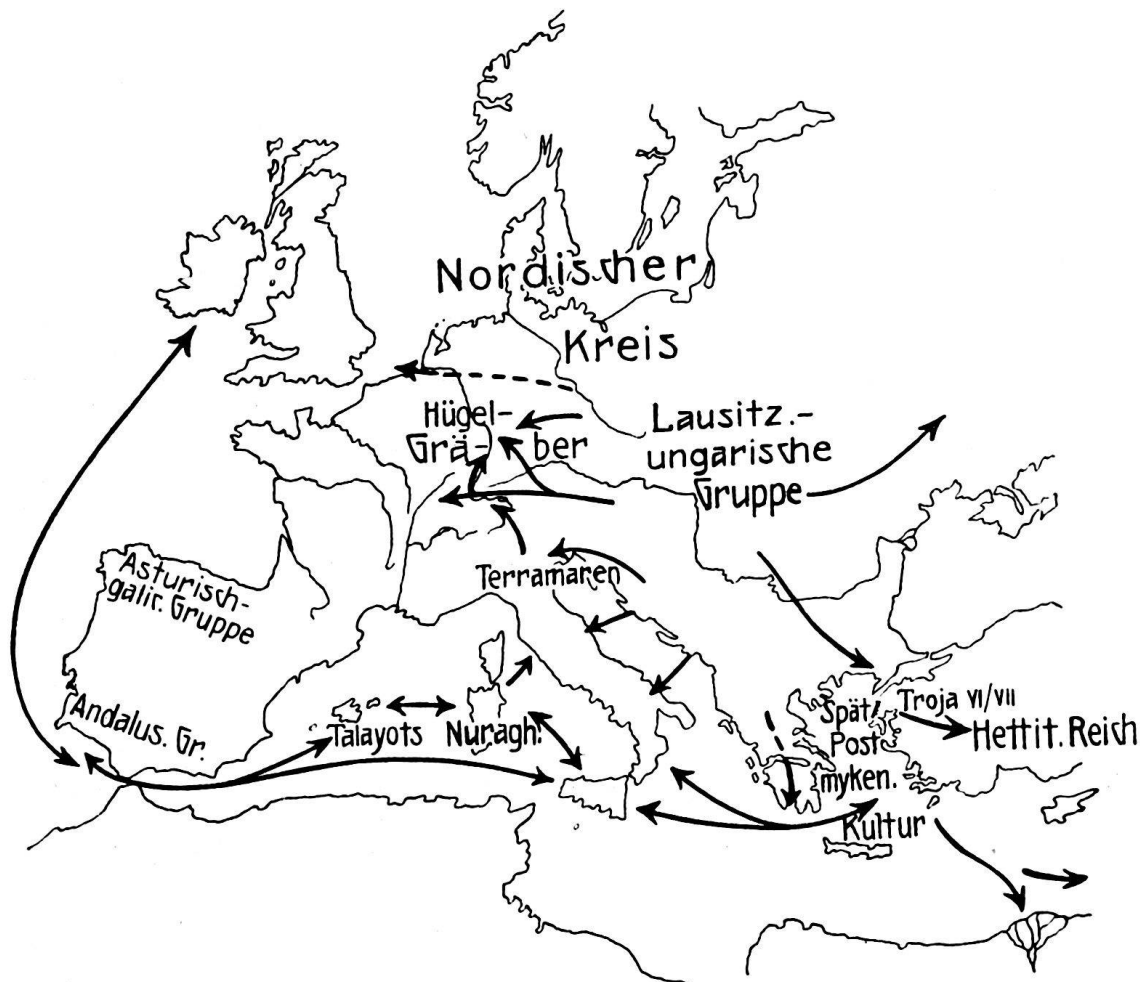 Nordischer
Kreis
Hügel-
Grä- ber
Lausitz.-
ungarische
Gruppe
Terramaren
Asturisch-
galic. Gruppe
Andalus. Gr.
Talayots
Nuragh.
Troja VI/VII
Hettit. Reich
Spät
Post
myken.
Kultur